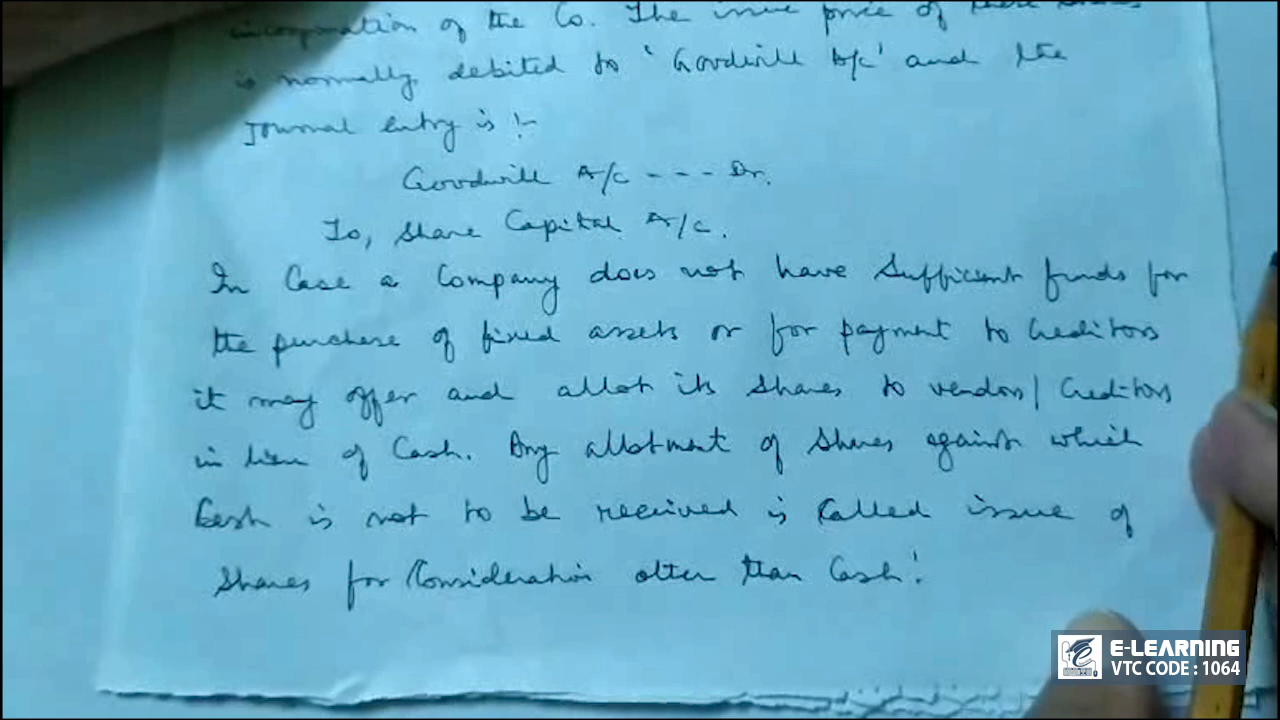 incorporation of the Co. The issue price of these shares
is normally debited to 'Goodwill A/c' and the
Journal entry is :-
Goodwill A/c --- Dr.
To, Share Capital A/c.
In Case a Company does not have Sufficient funds for
the purchase of fixed assets or for payment to Creditors
it may offer and allot its shares to vendors/ Creditors
in lieu of Cash. Any allotment of shares against which
Cash is not to be received is called issue of
Shares for Consideration other than Cash'.
E-LEARNING
VTC CODE : 1064